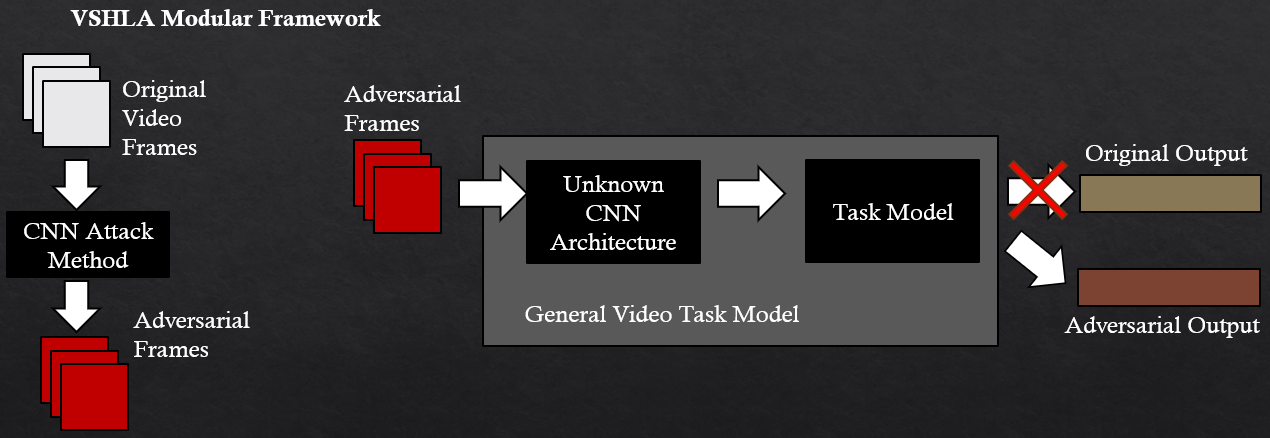 VSHLA Modular Framework
Original
Video
Frames
CNN Attack
Method
Adversarial
Frames
Adversarial
Frames
Unknown
CNN
Architecture
Task Model
General Video Task Model
Original Output
Adversarial Output